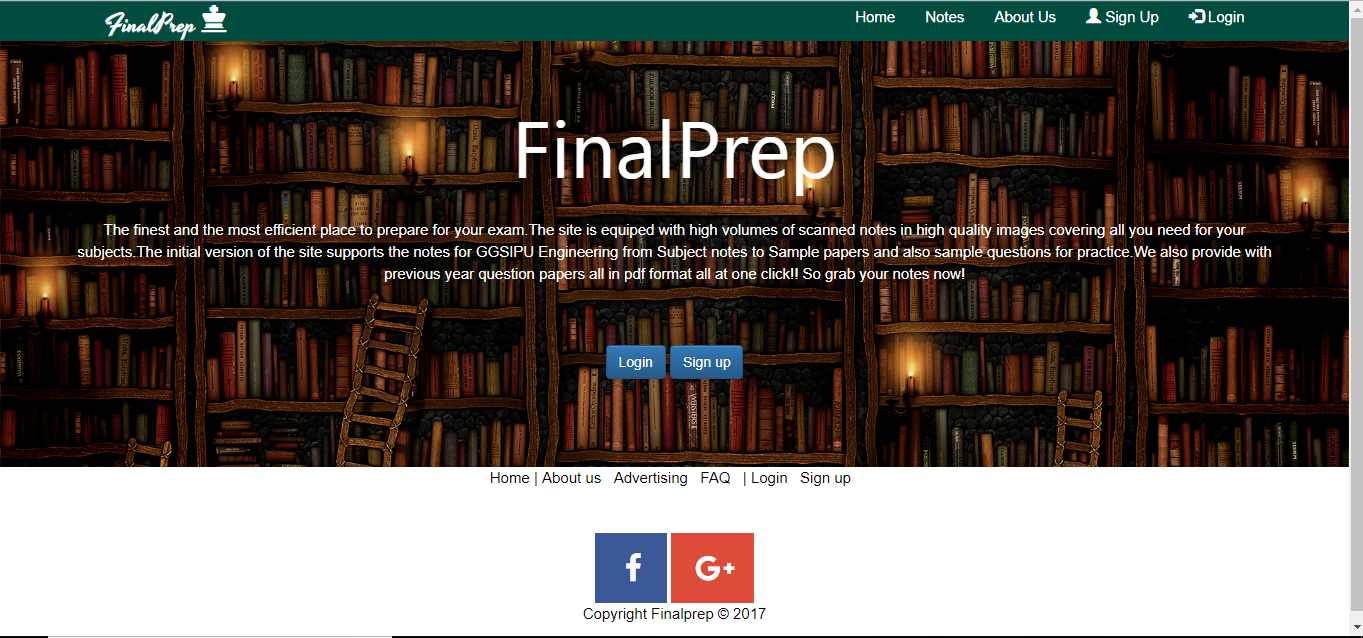 FinalPrep
Home Notes About Us Sign Up Login
FinalPrep
The finest and the most efficient place to prepare for your exam.The site is equiped with high volumes of scanned notes in high quality images covering all you need for your
subjects.The initial version of the site supports the notes for GGSIPU Engineering from Subject notes to Sample papers and also sample questions for practice.We also provide with
previous year question papers all in pdf format all at one click!! So grab your notes now!
Login Sign up
Home | About us Advertising FAQ | Login Sign up
f G+
Copyright Finalprep © 2017